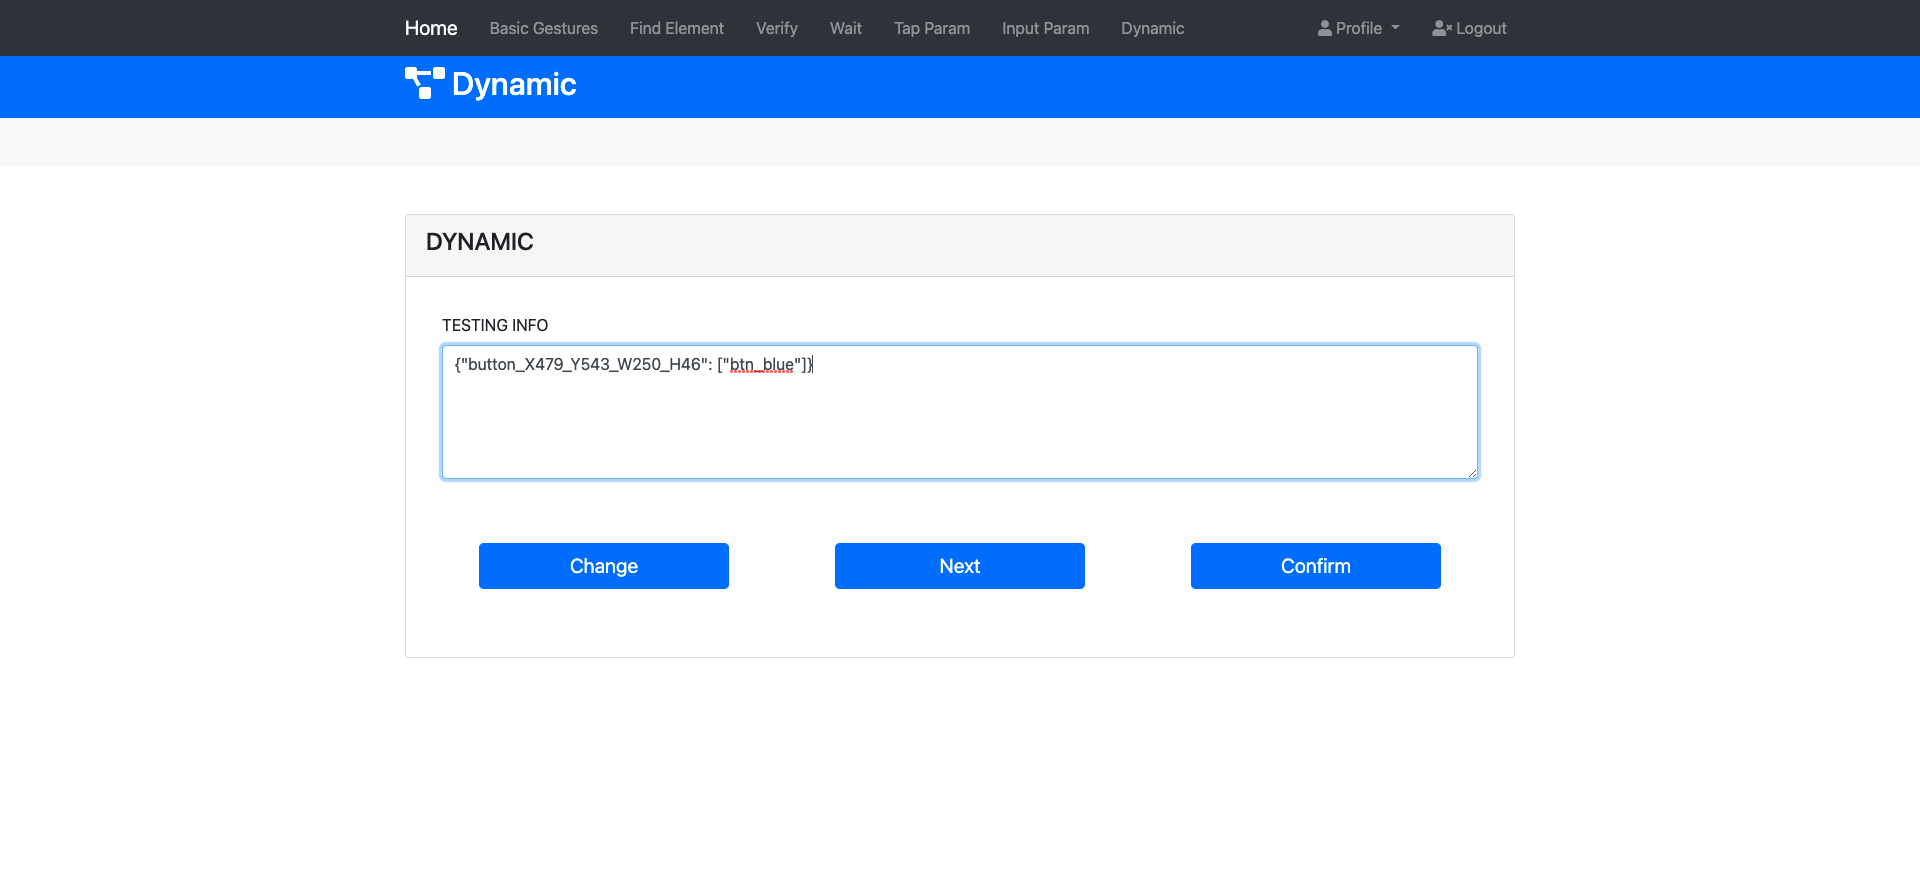 Home Basic Gestures Find Element Verify Wait Tap Param Input Param Dynamic Profile Logout
Dynamic
DYNAMIC
TESTING INFO
{"button_X479_Y543_W250_H46": ["btn_blue"]}
Change Next Confirm